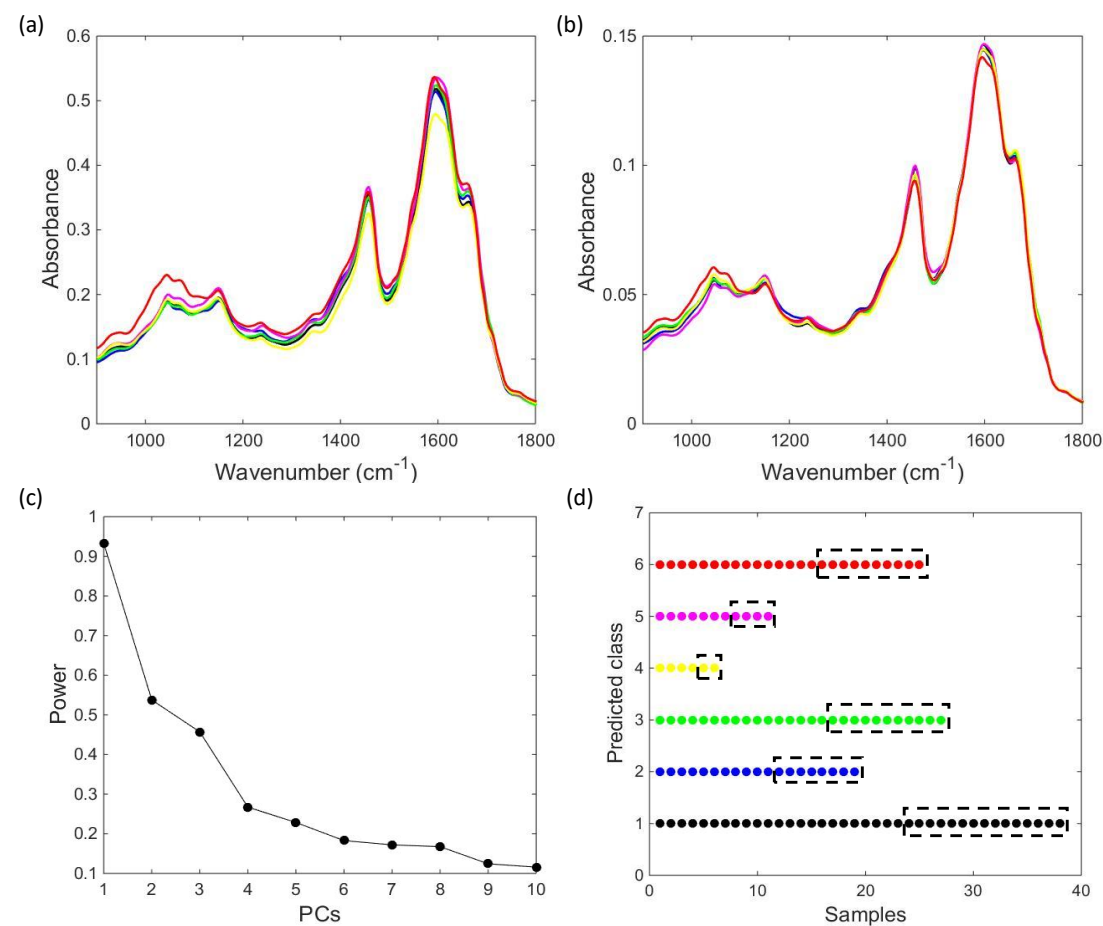 (a)
0.6
0.5
0.4
0.3
0.2
0.1
0
Absorbance
1000 1200 1400 1600 1800
Wavenumber (cm-1)
(b)
0.15
0.1
0.05
0
Absorbance
1000 1200 1400 1600 1800
Wavenumber (cm-1)
(c)
1
0.9
0.8
0.7
0.6
0.5
0.4
0.3
0.2
0.1
Power
1 2 3 4 5 6 7 8 9 10
PCs
(d)
7
6
5
4
3
2
1
0
Predicted class
0 10 20 30 40
Samples